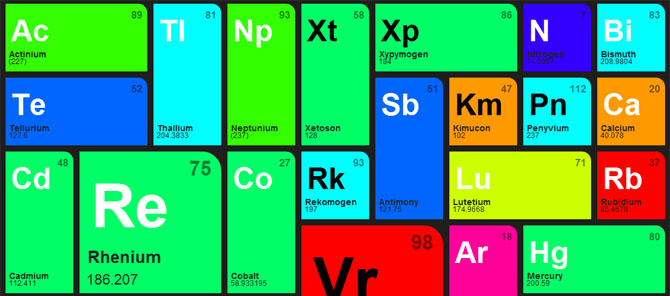 89
Ac
Actinium
(227)
81
Tl
Thallium
204.3833
93
Np
Neptunium
(237)
58
Xt
Xetoson
128
86
Xp
Xypymogen
184
7
N
Nitrogen
83
Bi
Bismuth
208.9804
52
Te
Tellurium
127.6
51
Sb
Antimony
121.76
47
Km
Kimucon
102
112
Pn
Penyvium
237
20
Ca
Calcium
40.078
48
Cd
Cadmium
112.411
75
Re
Rhenium
186.207
27
Co
Cobalt
58.933195
93
Rk
Rekomogen
197
71
Lu
Lutetium
174.9668
37
Rb
Rubidium
85.4678
98
Vr
18
Ar
80
Hg
Mercury
200.59